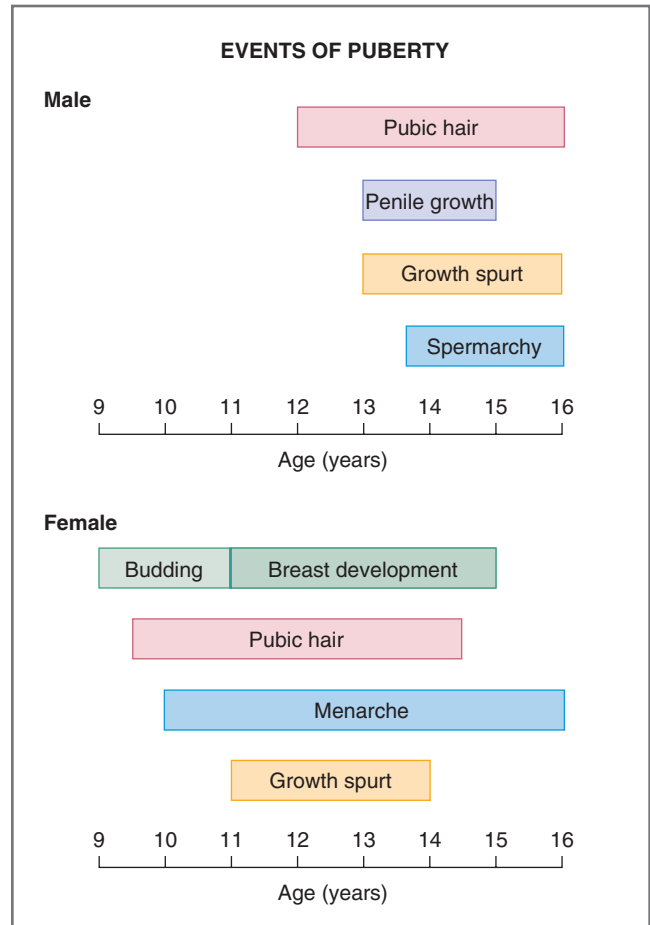 EVENTS OF PUBERTY
Male
Pubic hair
Penile growth
Growth spurt
Spermarchy
9 10 11 12 13 14 15 16
Age (years)
Female
Budding Breast development
Pubic hair
Menarche
Growth spurt
9 10 11 12 13 14 15 16
Age (years)